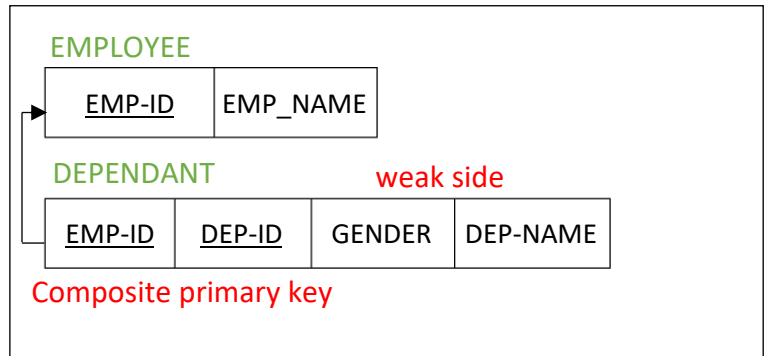 EMPLOYEE
EMP-ID EMP_NAME
DEPENDANT weak side
EMP-ID DEP-ID GENDER DEP-NAME
Composite primary key